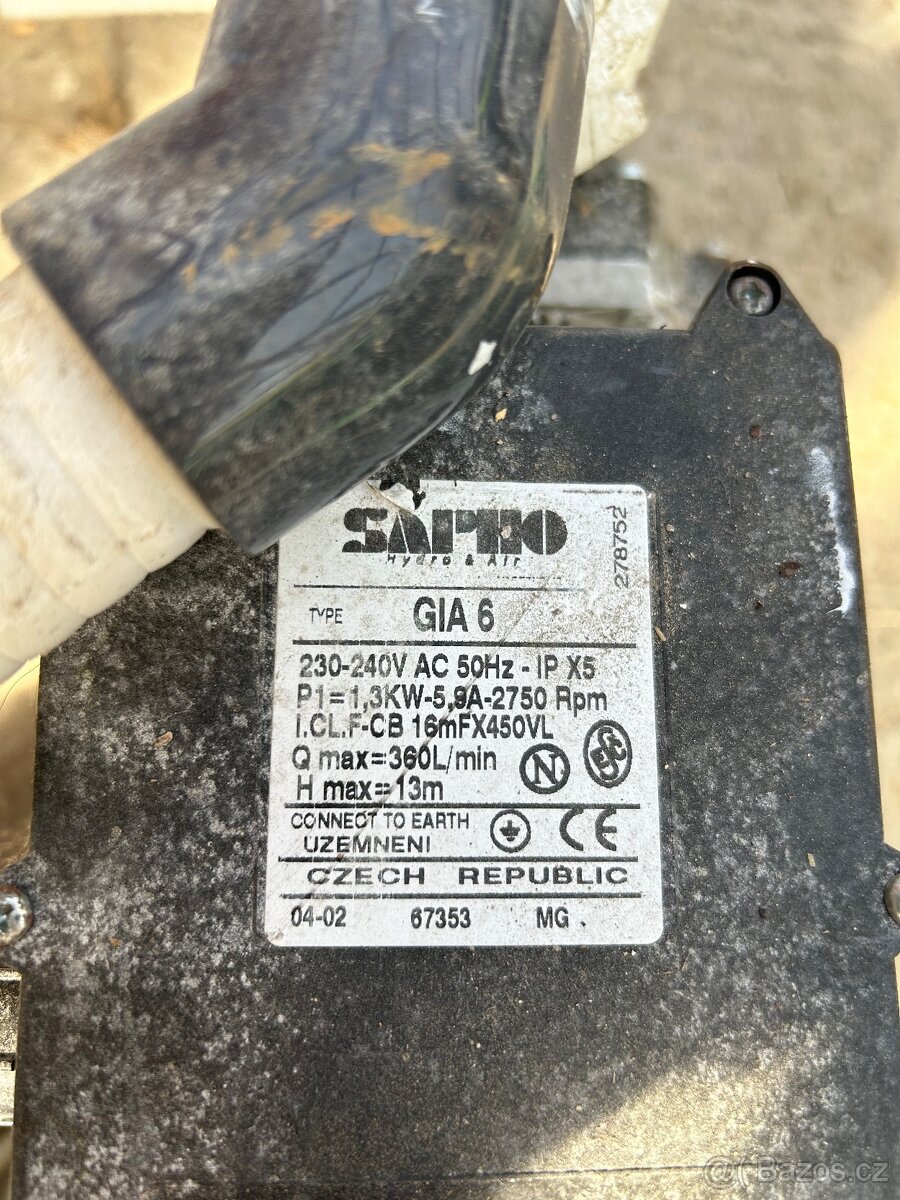 SAPHO
Hydro & Air
278752
TYPE GIA 6
230-240V AC 50Hz - IP X5
P1=1,3KW-5,9A-2750 Rpm
I.CL.F-CB 16mFX450VL
Q max=360L/min
H max=13m
N
CONNECT TO EARTH
UZEMNENI
CE
CZECH REPUBLIC
04-02 67353 MG .
Bazos.cz